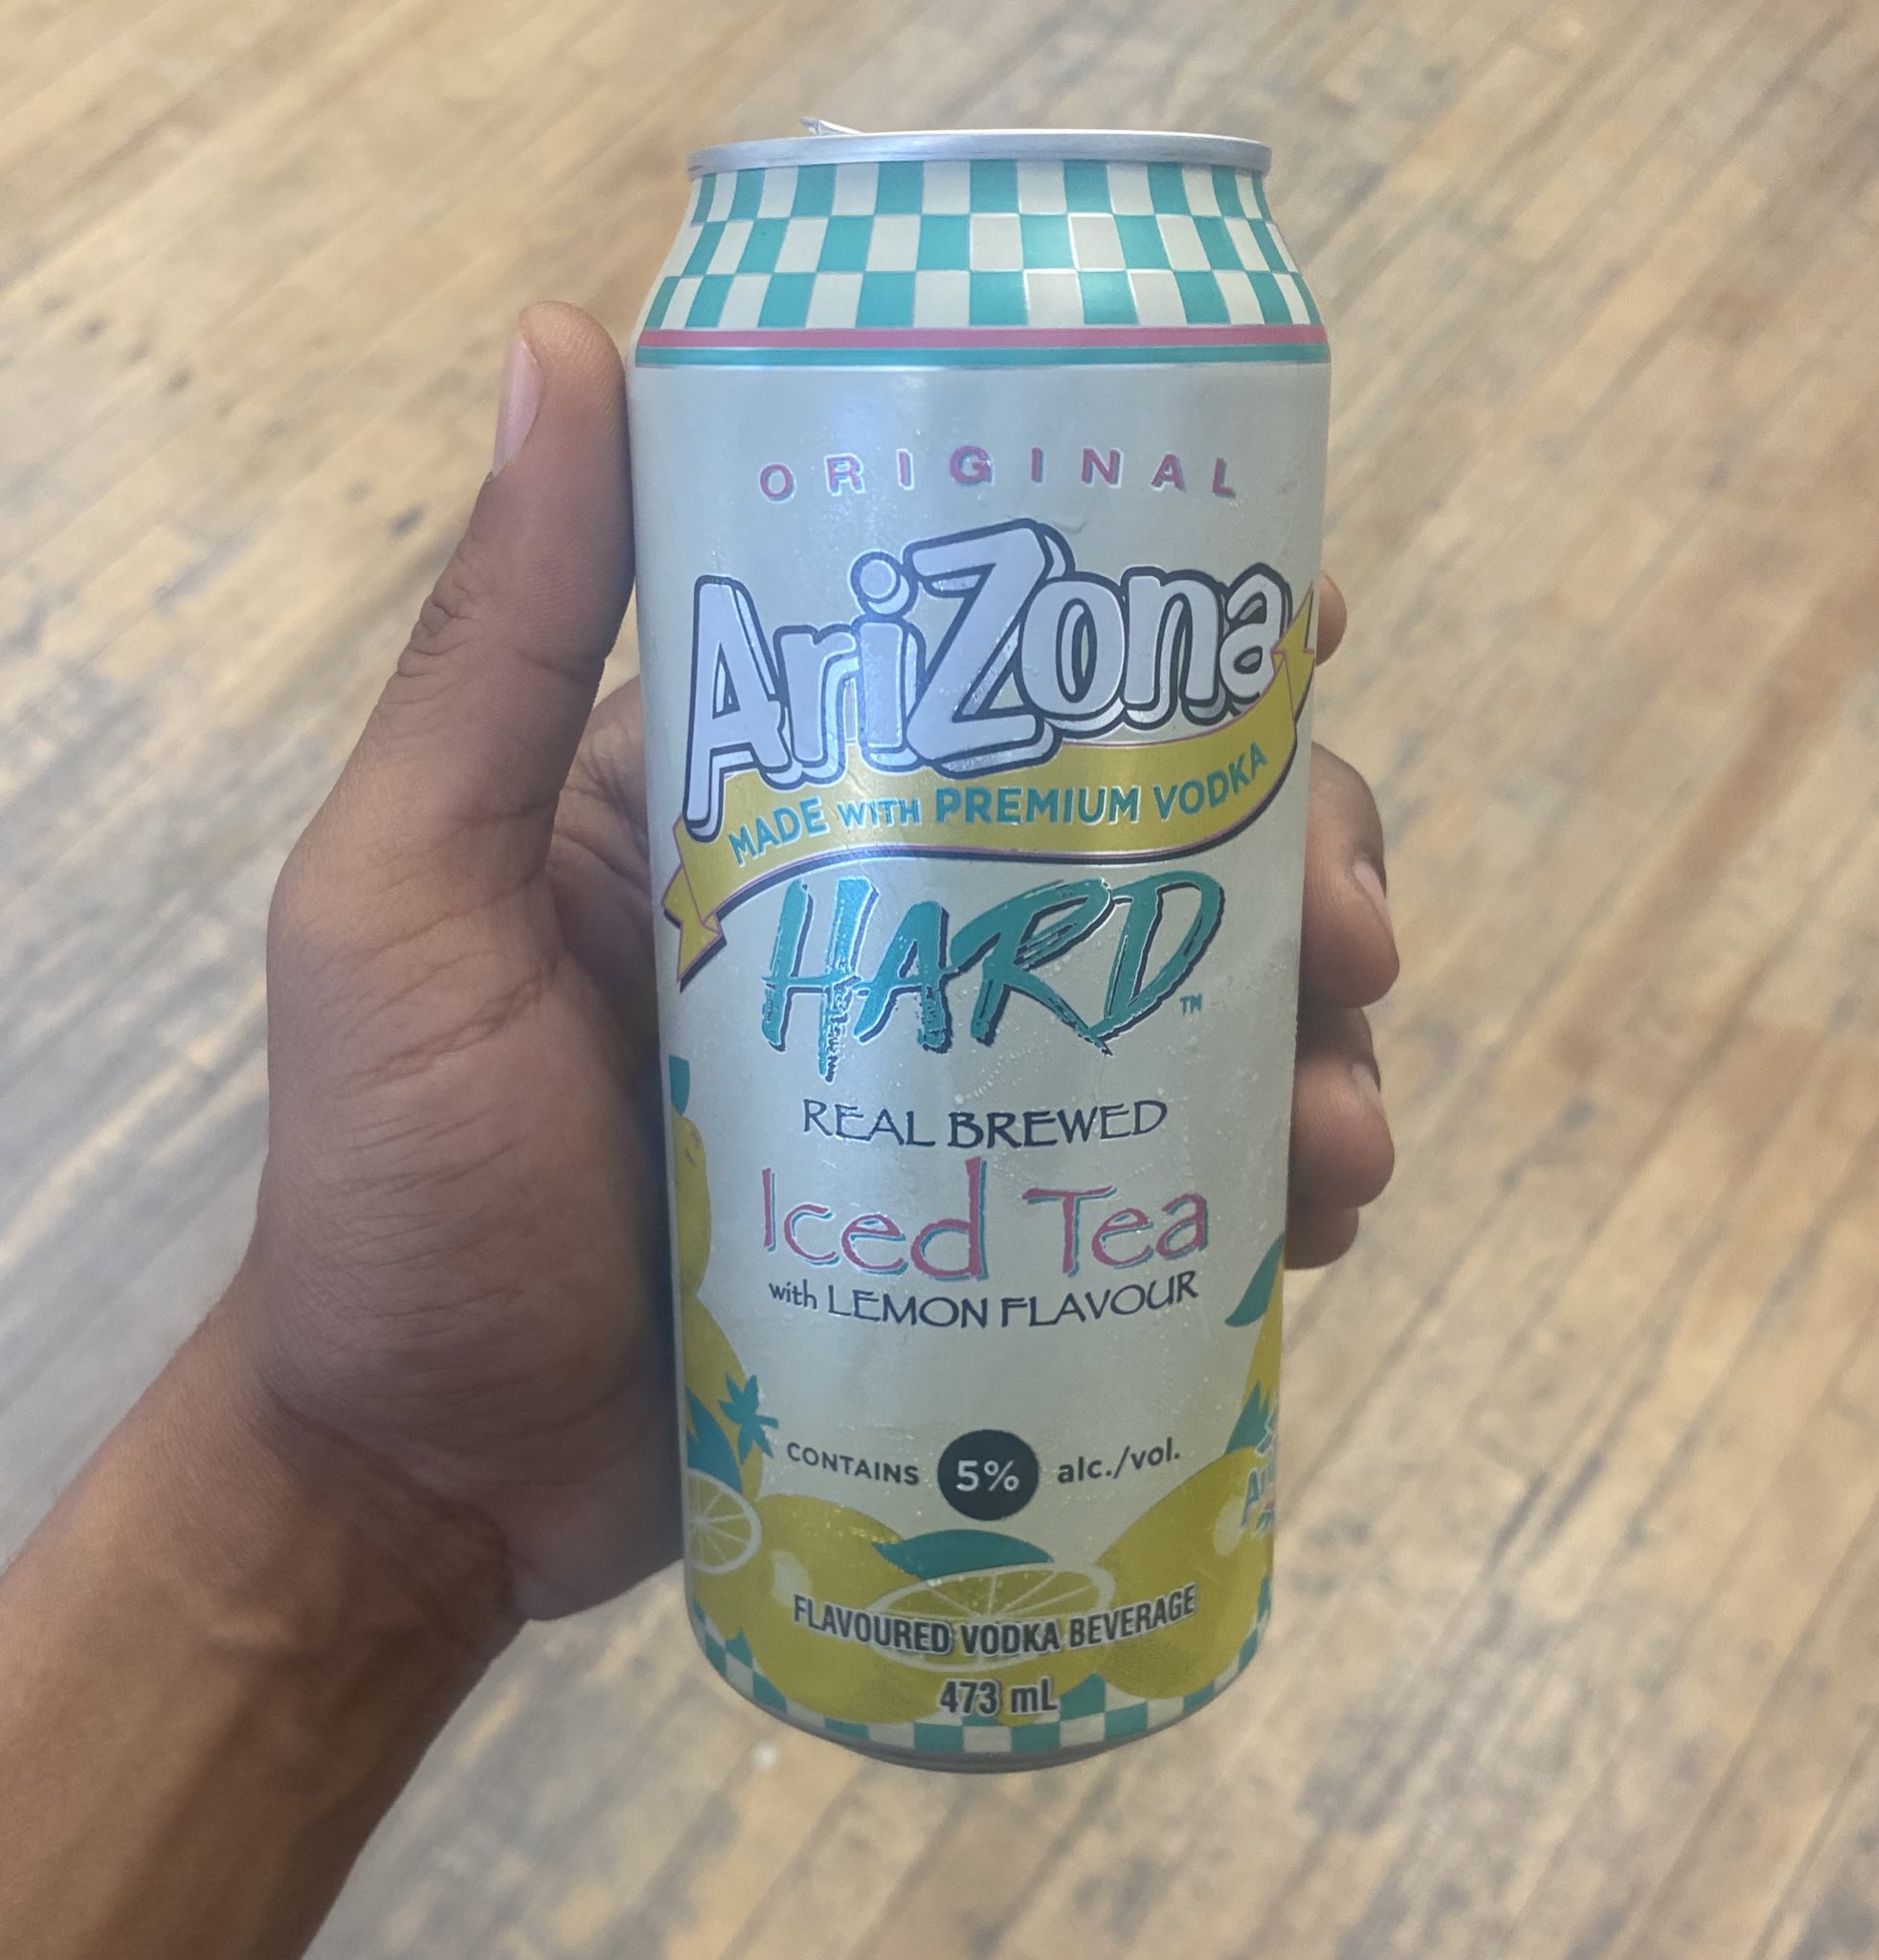 ORIGINAL
AriZona
MADE WITH PREMIUM VODKA
HARD™
REAL BREWED
Iced Tea
with LEMON FLAVOUR
CONTAINS 5% alc./vol.
FLAVOURED VODKA BEVERAGE
473 mL